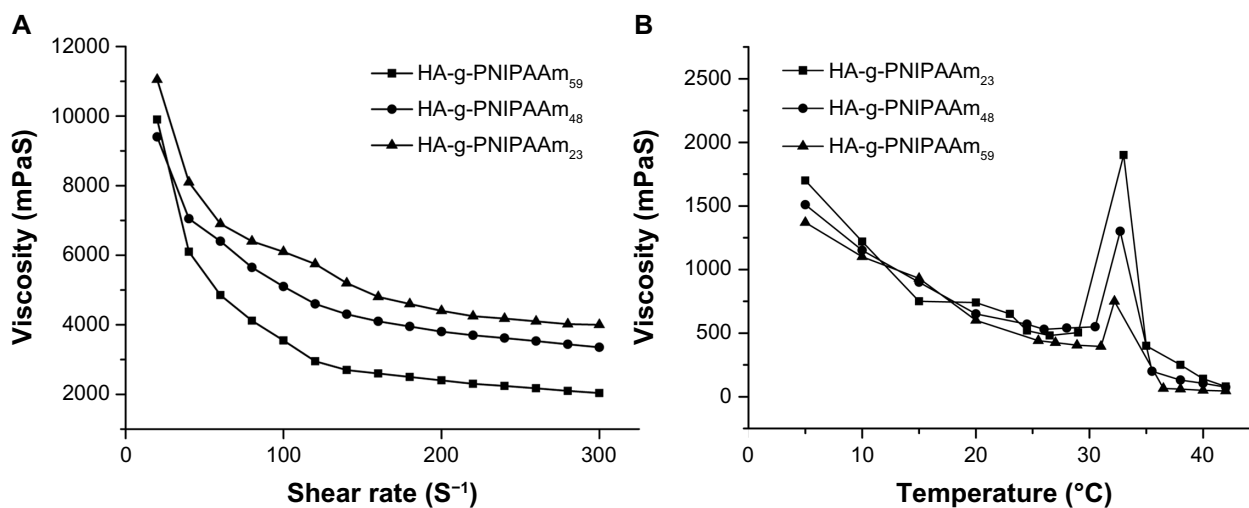 A
12000
10000
8000
6000
4000
2000
Viscosity (mPaS)
0
100
200
300
Shear rate (S⁻¹)
HA-g-PNIPAAm₅₉
HA-g-PNIPAAm₄₈
HA-g-PNIPAAm₂₃
B
2500
2000
1500
1000
500
0
Viscosity (mPaS)
0
10
20
30
40
Temperature (°C)
HA-g-PNIPAAm₂₃
HA-g-PNIPAAm₄₈
HA-g-PNIPAAm₅₉